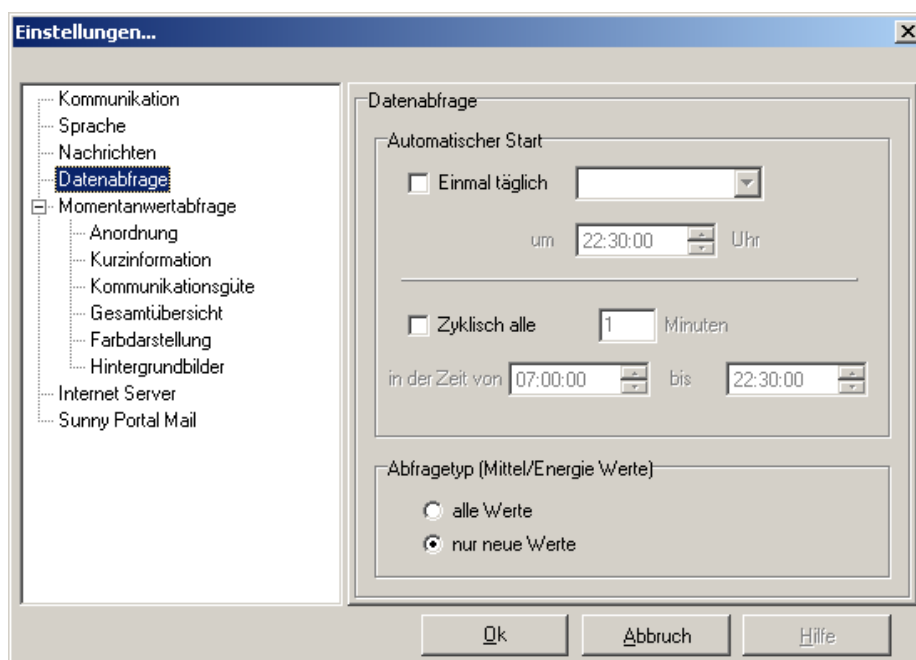 Einstellungen...
Kommunikation
Sprache
Nachrichten
Datenabfrage
Momentanwertabfrage
Anordnung
Kurzinformation
Kommunikationsgüte
Gesamtübersicht
Farbdarstellung
Hintergrundbilder
Internet Server
Sunny Portal Mail
Datenabfrage
Automatischer Start
Einmal täglich
um 22:30:00 Uhr
Zyklisch alle 1 Minuten
in der Zeit von 07:00:00 bis 22:30:00
Abfragetyp (Mittel/Energie Werte)
alle Werte
nur neue Werte
Ok Abbruch Hilfe